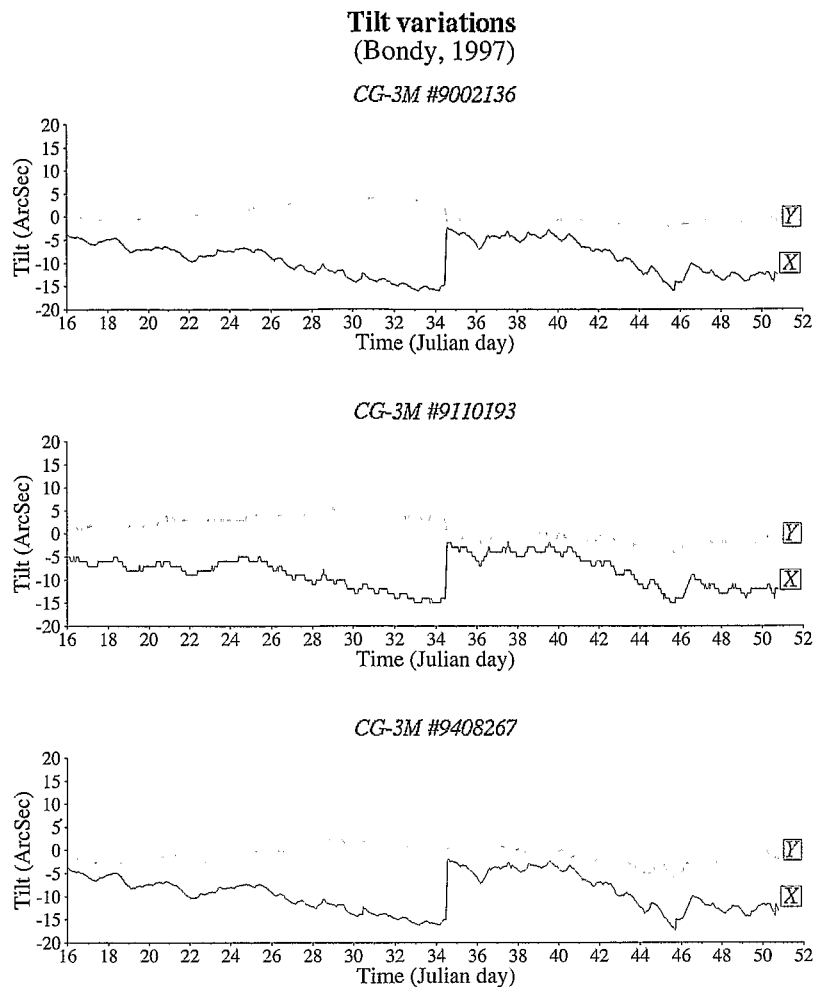 Tilt variations
(Bondy, 1997)
CG-3M #9002136
20
15
10
5
0
-5
-10
-15
-20
Tilt (ArcSec)
Y
X
16 18 20 22 24 26 28 30 32 34 36 38 40 42 44 46 48 50 52
Time (Julian day)
CG-3M #9110193
20
15
10
5
0
-5
-10
-15
-20
Tilt (ArcSec)
Y
X
16 18 20 22 24 26 28 30 32 34 36 38 40 42 44 46 48 50 52
Time (Julian day)
CG-3M #9408267
20
15
10
5
0
-5
-10
-15
-20
Tilt (ArcSec)
Y
X
16 18 20 22 24 26 28 30 32 34 36 38 40 42 44 46 48 50 52
Time (Julian day)